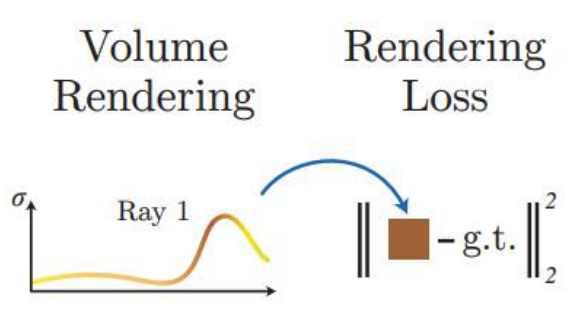 Volume
Rendering
Rendering
Loss
σ
Ray 1
‖ - g.t. ‖
2
2